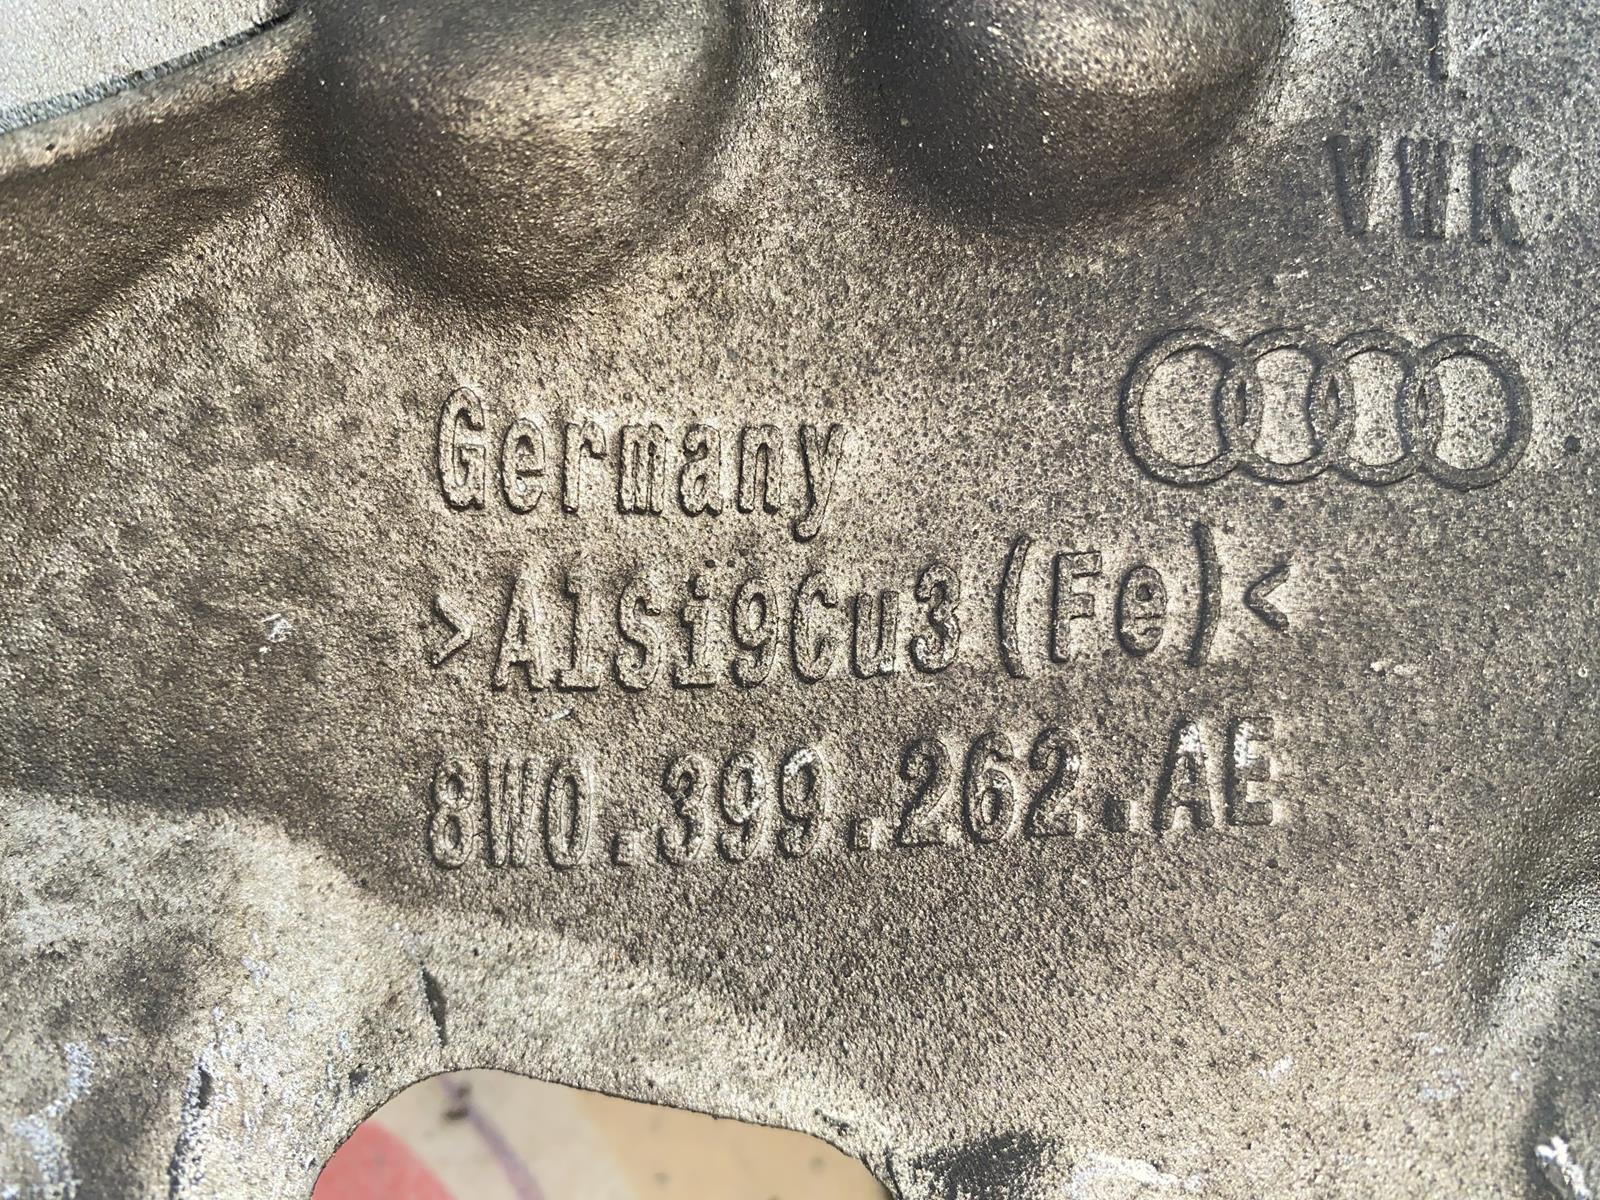 VWK
Germany
>AlSi9Cu3(Fe)<
8W0.399.262.AE